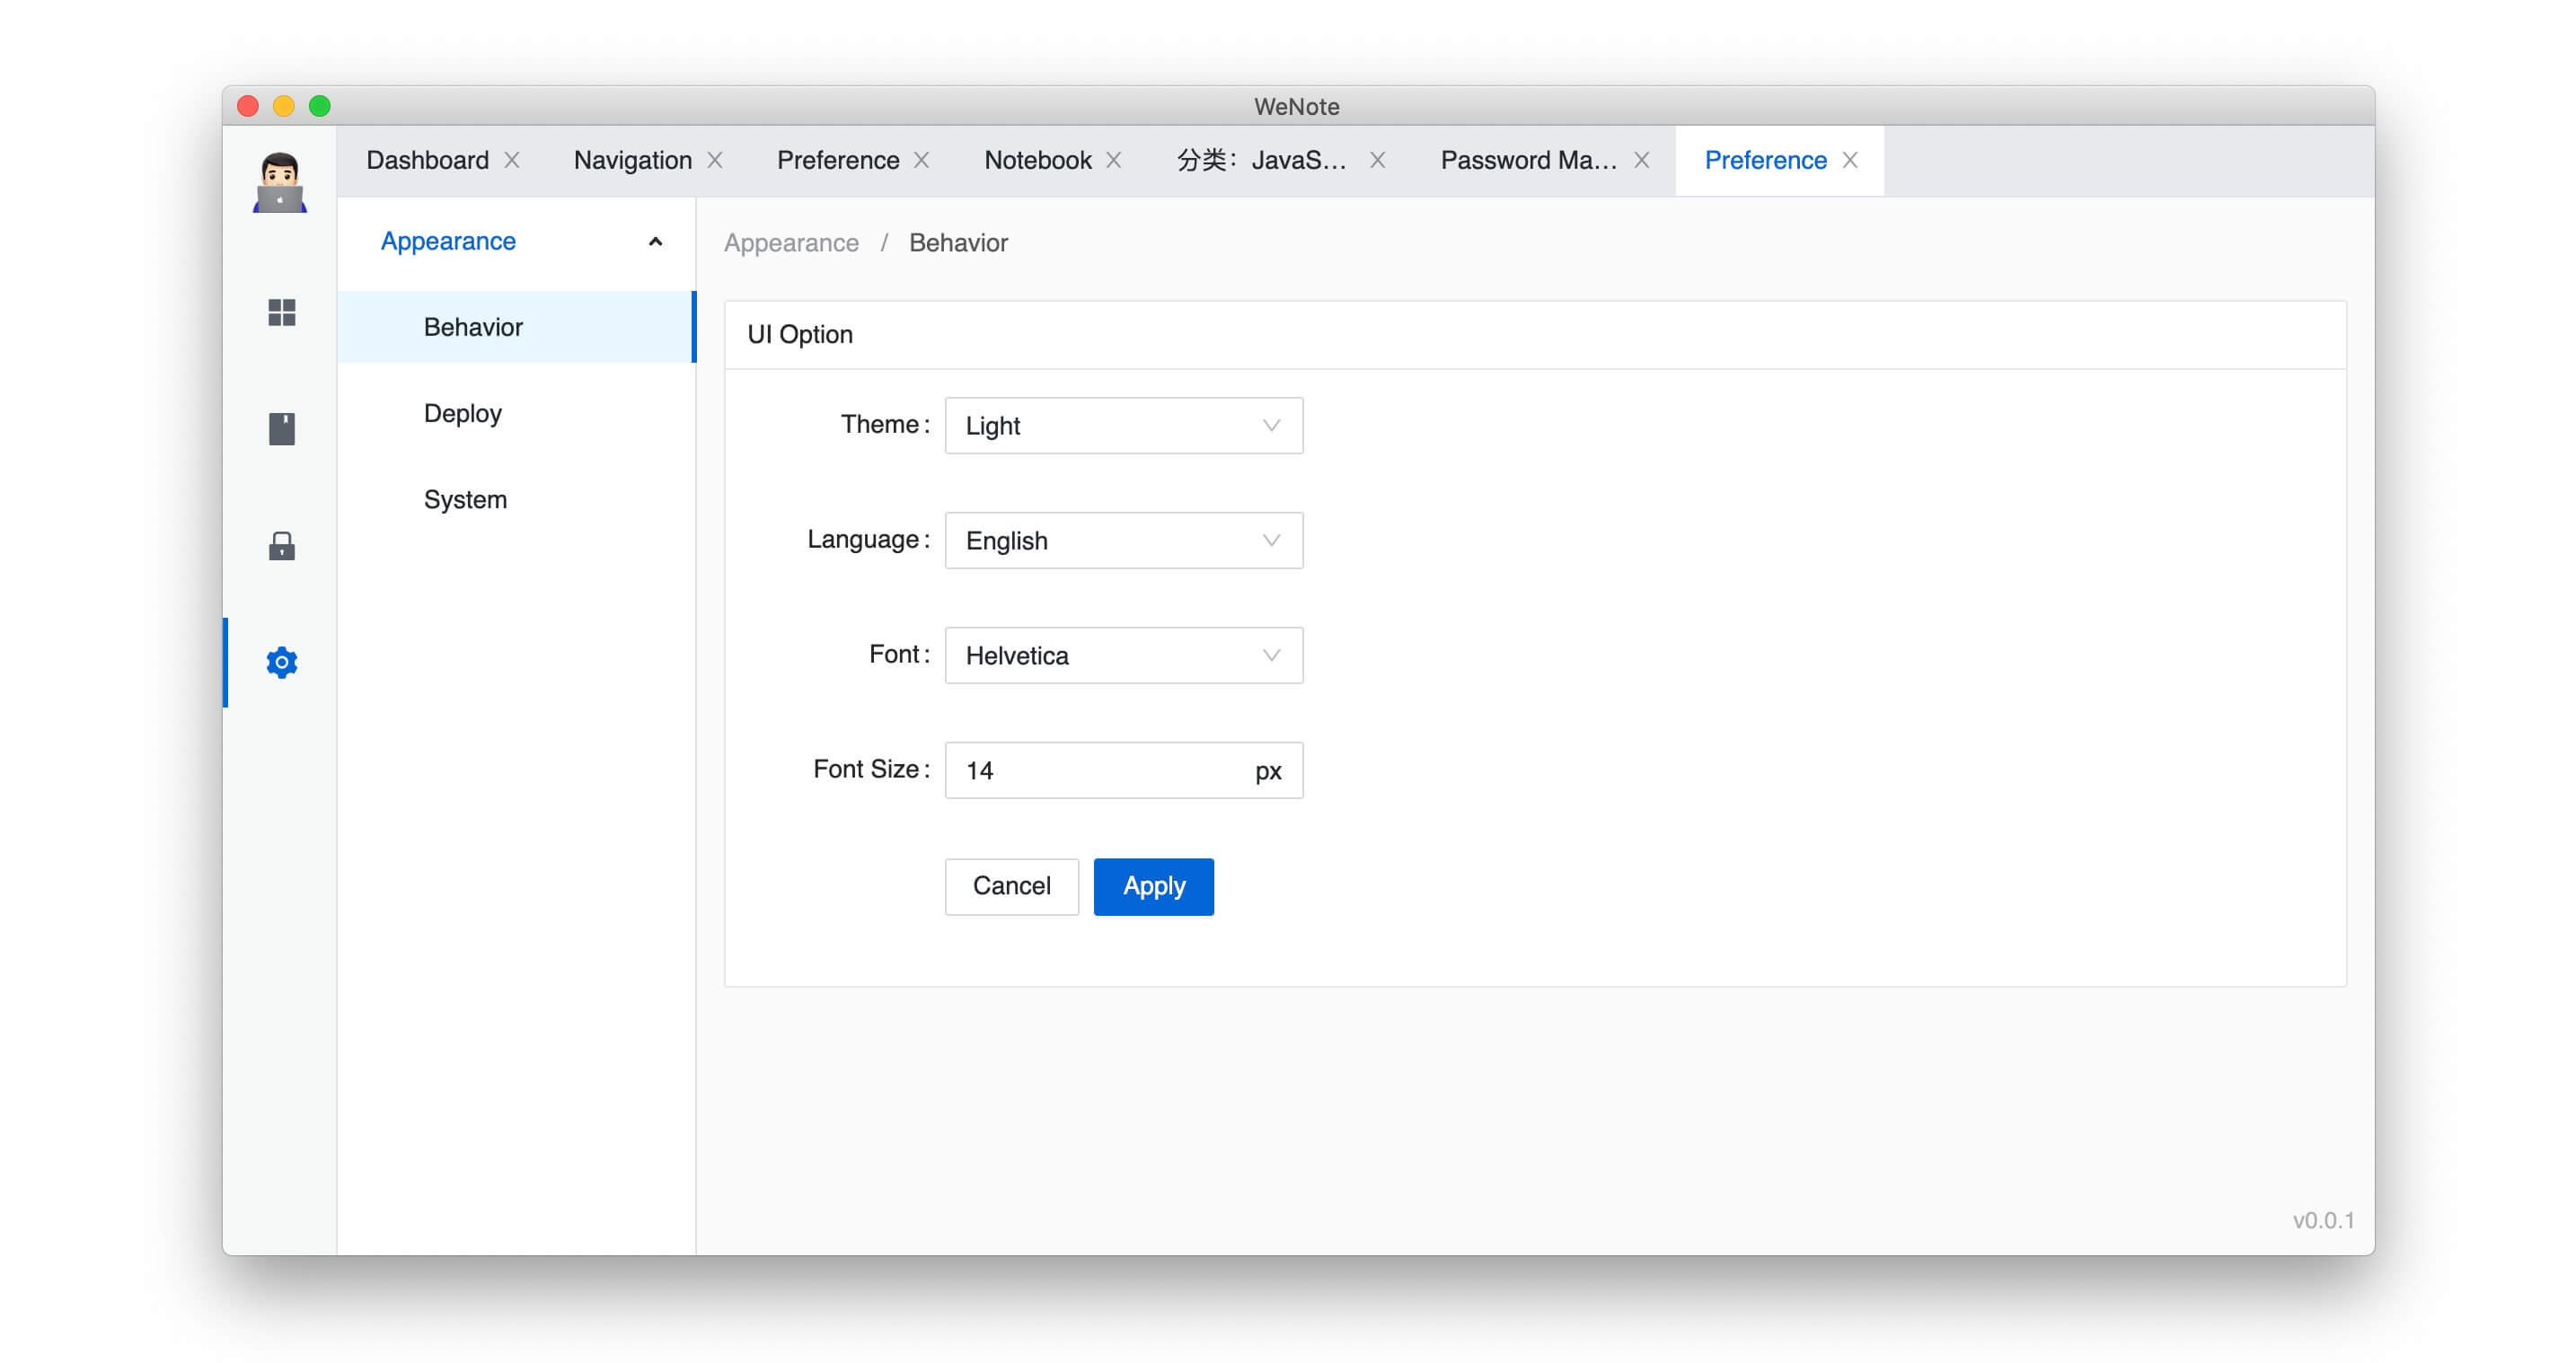 WeNote
Dashboard Navigation Preference Notebook 分类：JavaS... Password Ma... Preference
Appearance
Behavior
Deploy
System
Appearance / Behavior
UI Option
Theme: Light
Language: English
Font: Helvetica
Font Size: 14 px
Cancel Apply
v0.0.1